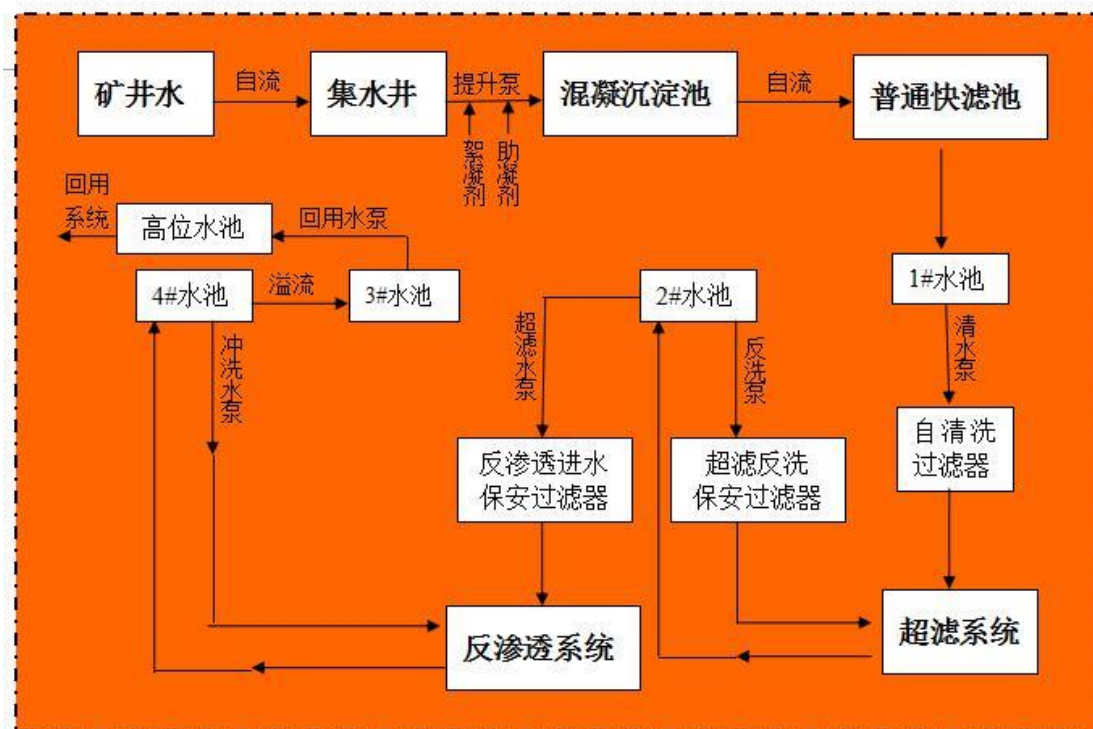 矿井水
自流
集水井
提升泵
混凝沉淀池
自流
普通快滤池
絮凝剂
助凝剂
回用
系统
高位水池
回用水泵
4#水池
溢流
3#水池
2#水池
1#水池
冲洗水泵
超滤水泵
反洗泵
清水泵
反渗透进水
保安过滤器
超滤反洗
保安过滤器
自清洗
过滤器
反渗透系统
超滤系统